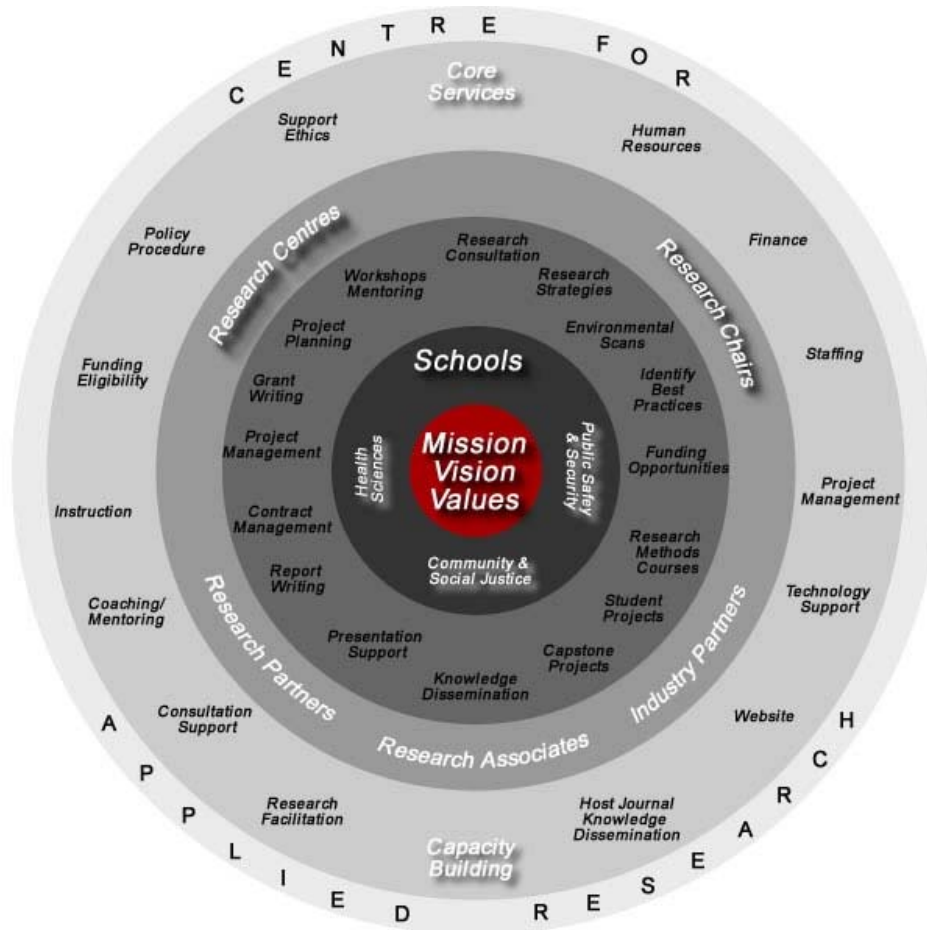 CENTRE FOR
APPLIED RESEARCH
Core
Services
Support
Ethics
Human
Resources
Policy
Procedure
Finance
Funding
Eligibility
Staffing
Instruction
Project
Management
Coaching/
Mentoring
Technology
Support
Consultation
Support
Website
Research
Facilitation
Host Journal
Knowledge
Dissemination
Capacity
Building
Research Centres
Research Chairs
Research Partners
Research Associates
Industry Partners
Research
Consultation
Workshops
Mentoring
Research
Strategies
Project
Planning
Environmental
Scans
Grant
Writing
Identify
Best
Practices
Project
Management
Funding
Opportunities
Contract
Management
Research
Methods
Courses
Report
Writing
Student
Projects
Presentation
Support
Capstone
Projects
Knowledge
Dissemination
Schools
Health
Sciences
Public Safey
& Security
Community &
Social Justice
Mission
Vision
Values